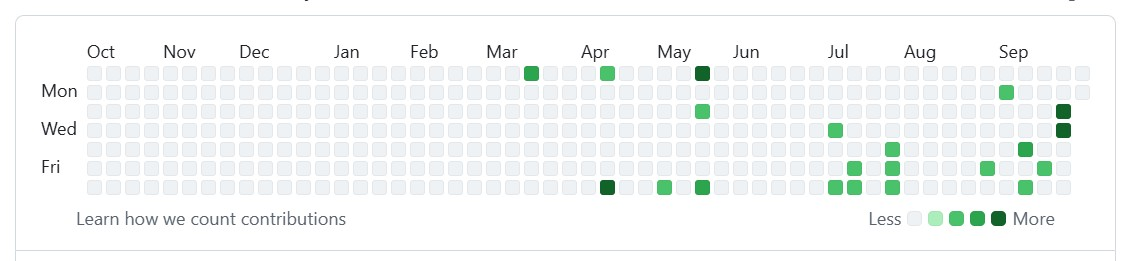 Oct Nov Dec Jan Feb Mar Apr May Jun Jul Aug Sep
Mon
Wed
Fri
Learn how we count contributions
Less More